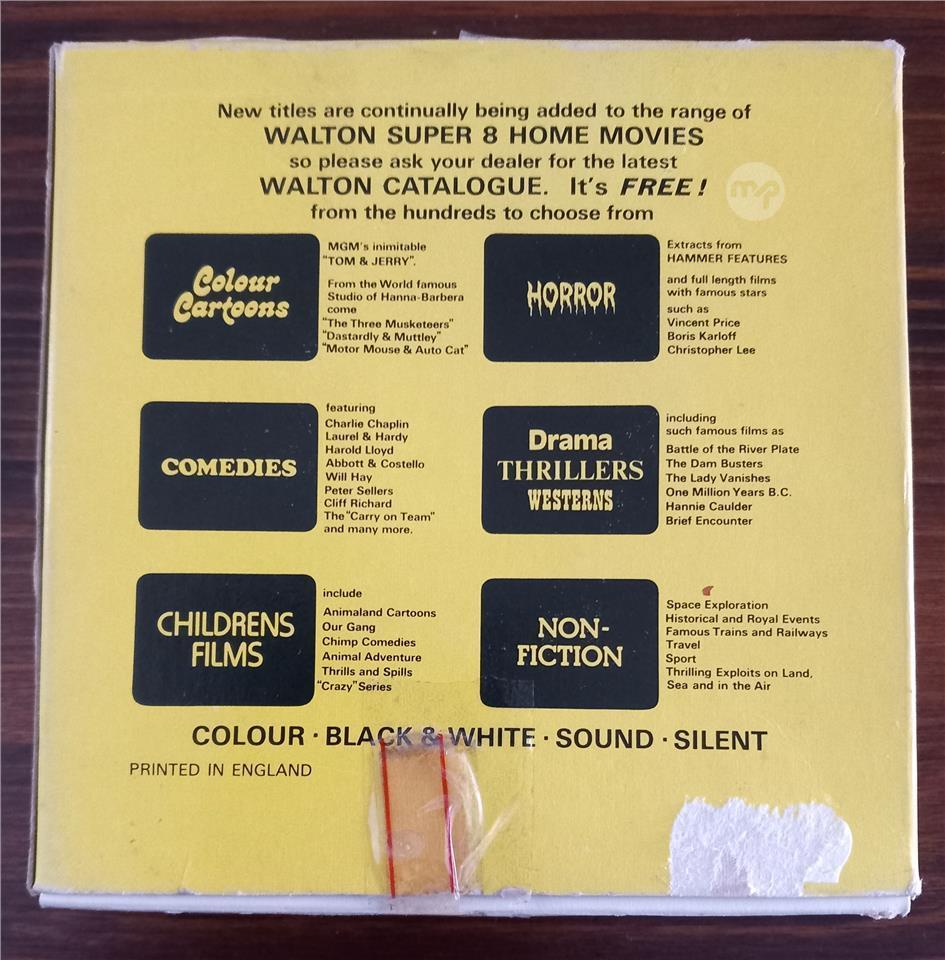 New titles are continually being added to the range of
WALTON SUPER 8 HOME MOVIES
so please ask your dealer for the latest
WALTON CATALOGUE. It's FREE!
from the hundreds to choose from
mp
Colour
Cartoons
MGM's inimitable
"TOM & JERRY".
From the World famous
Studio of Hanna-Barbera
come
"The Three Musketeers"
"Dastardly & Muttley"
"Motor Mouse & Auto Cat"
HORROR
Extracts from
HAMMER FEATURES
and full length films
with famous stars
such as
Vincent Price
Boris Karloff
Christopher Lee
COMEDIES
featuring
Charlie Chaplin
Laurel & Hardy
Harold Lloyd
Abbott & Costello
Will Hay
Peter Sellers
Cliff Richard
The "Carry on Team"
and many more.
Drama
THRILLERS
WESTERNS
including
such famous films as
Battle of the River Plate
The Dam Busters
The Lady Vanishes
One Million Years B.C.
Hannie Caulder
Brief Encounter
CHILDRENS
FILMS
include
Animaland Cartoons
Our Gang
Chimp Comedies
Animal Adventure
Thrills and Spills
"Crazy" Series
NON-
FICTION
Space Exploration
Historical and Royal Events
Famous Trains and Railways
Travel
Sport
Thrilling Exploits on Land,
Sea and in the Air
COLOUR · BLACK & WHITE · SOUND · SILENT
PRINTED IN ENGLAND